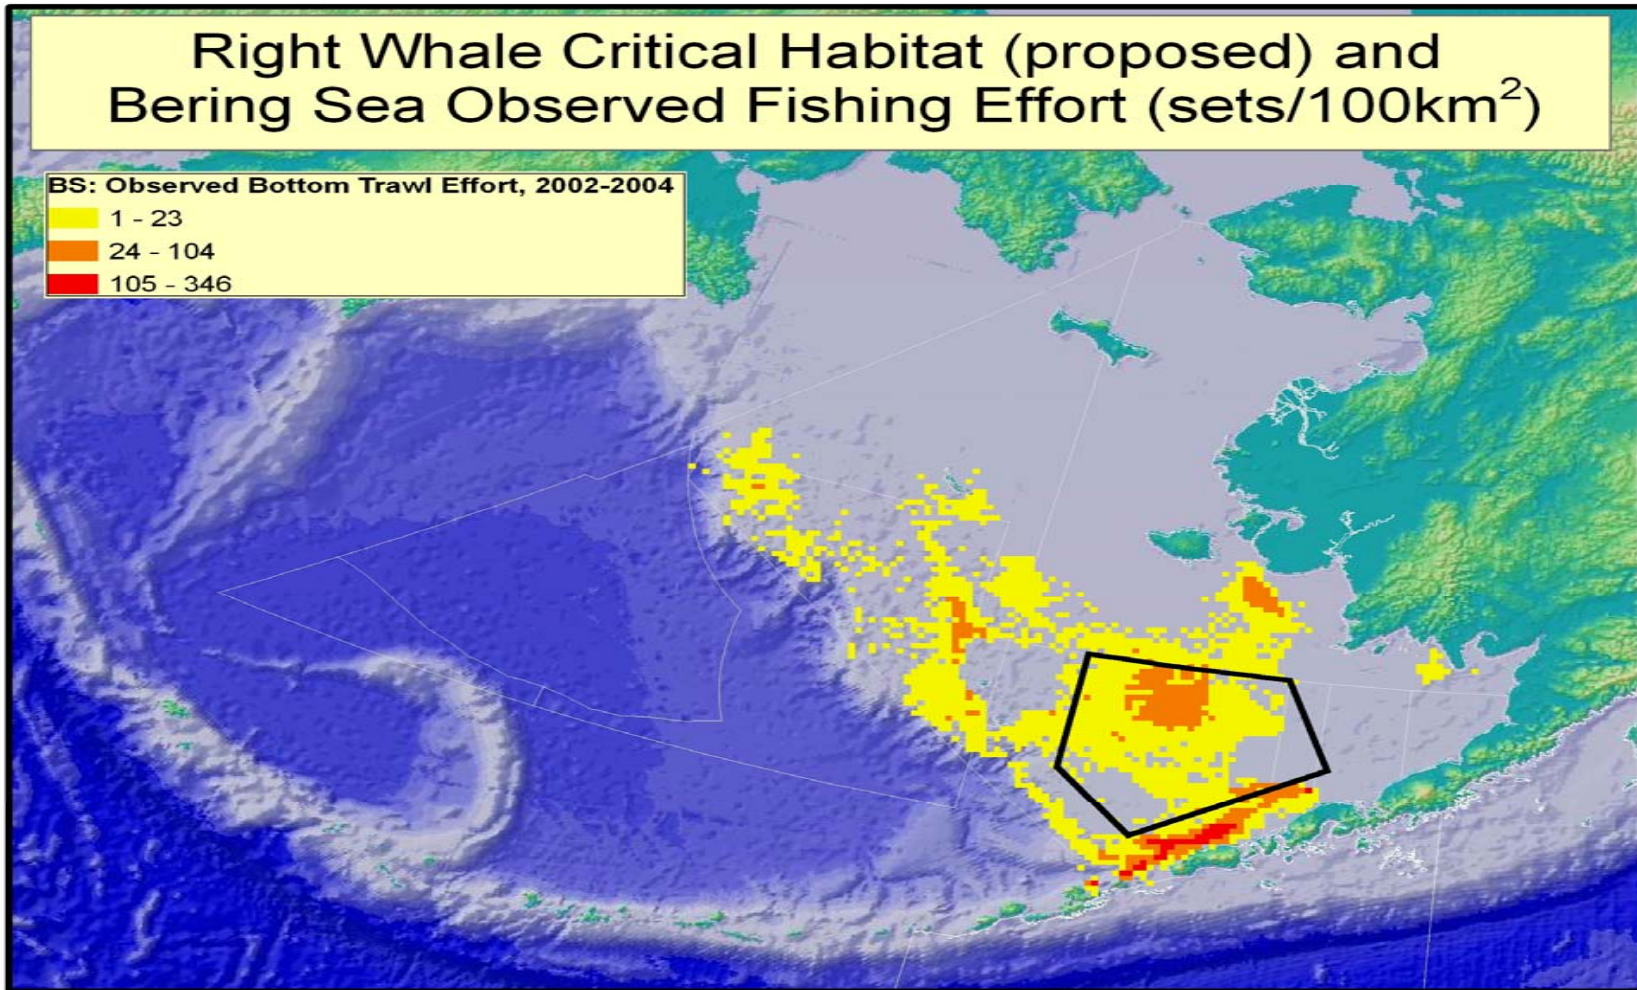 Right Whale Critical Habitat (proposed) and
Bering Sea Observed Fishing Effort (sets/100km²)
BS: Observed Bottom Trawl Effort, 2002-2004
1 - 23
24 - 104
105 - 346